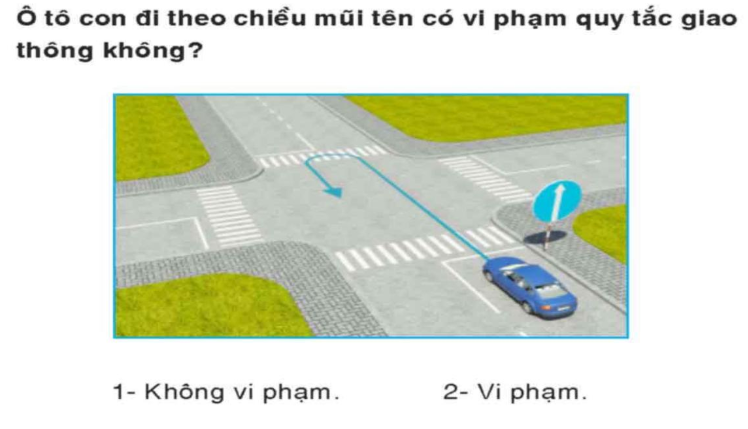 Ô tô con đi theo chiều mũi tên có vi phạm quy tắc giao
thông không?
1- Không vi phạm.
2- Vi phạm.